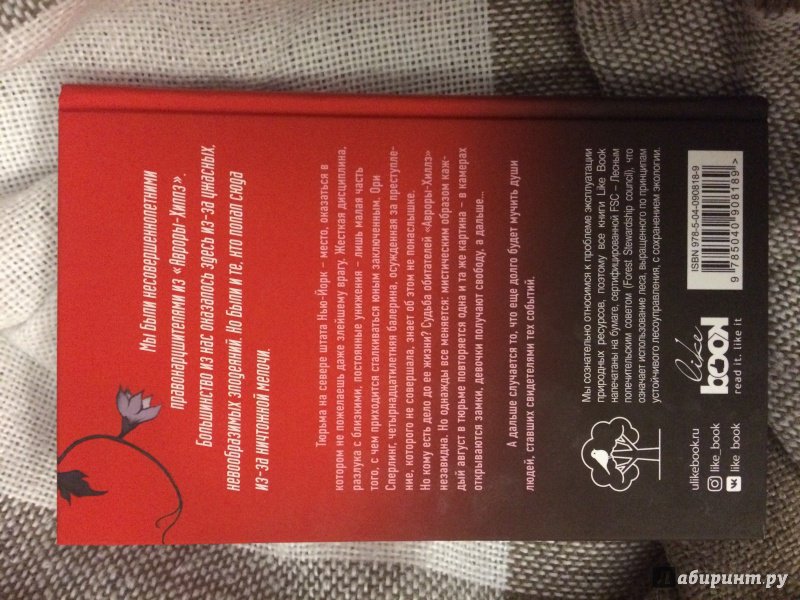 Мы были несовершеннолетними
правонарушителями из «Авроры-Хиллз».
Большинство из нас оказалось здесь из-за ужасных,
невообразимых злодеяний. Но были и те, кто попал сюда
из-за ничтожной мелочи.
Тюрьма на севере штата Нью-Йорк – место, оказаться в
котором не пожелаешь даже злейшему врагу. Жесткая дисциплина,
разлука с близкими, постоянные унижения – лишь малая часть
того, с чем приходится сталкиваться юным заключенным. Ори
Сперлинг, четырнадцатилетняя балерина, осужденная за преступле-
ние, которого не совершала, знает об этом не понаслышке.
Но кому есть дело до ее жизни? Судьба обитателей «Авроры-Хиллз»
незавидна. Но однажды все меняется: мистическим образом каж-
дый август в тюрьме повторяется одна и та же картина – в камерах
открываются замки, девочки получают свободу, а дальше...
А дальше случается то, что еще долго будет мучить души
людей, ставших свидетелями тех событий.
Мы сознательно относимся к проблеме эксплуатации
природных ресурсов, поэтому все книги Like Book
напечатаны на бумаге, сертифицированной FSC – Лесным
попечительским советом (Forest Stewardship council), что
означает использование леса, выращенного по принципам
устойчивого лесоуправления, с сохранением экологии.
ulikebook.ru
like_book
like_book
like
book
read it. like it
ISBN 978-5-04-090818-9
9 785040 908189 >
Лабиринт.ру